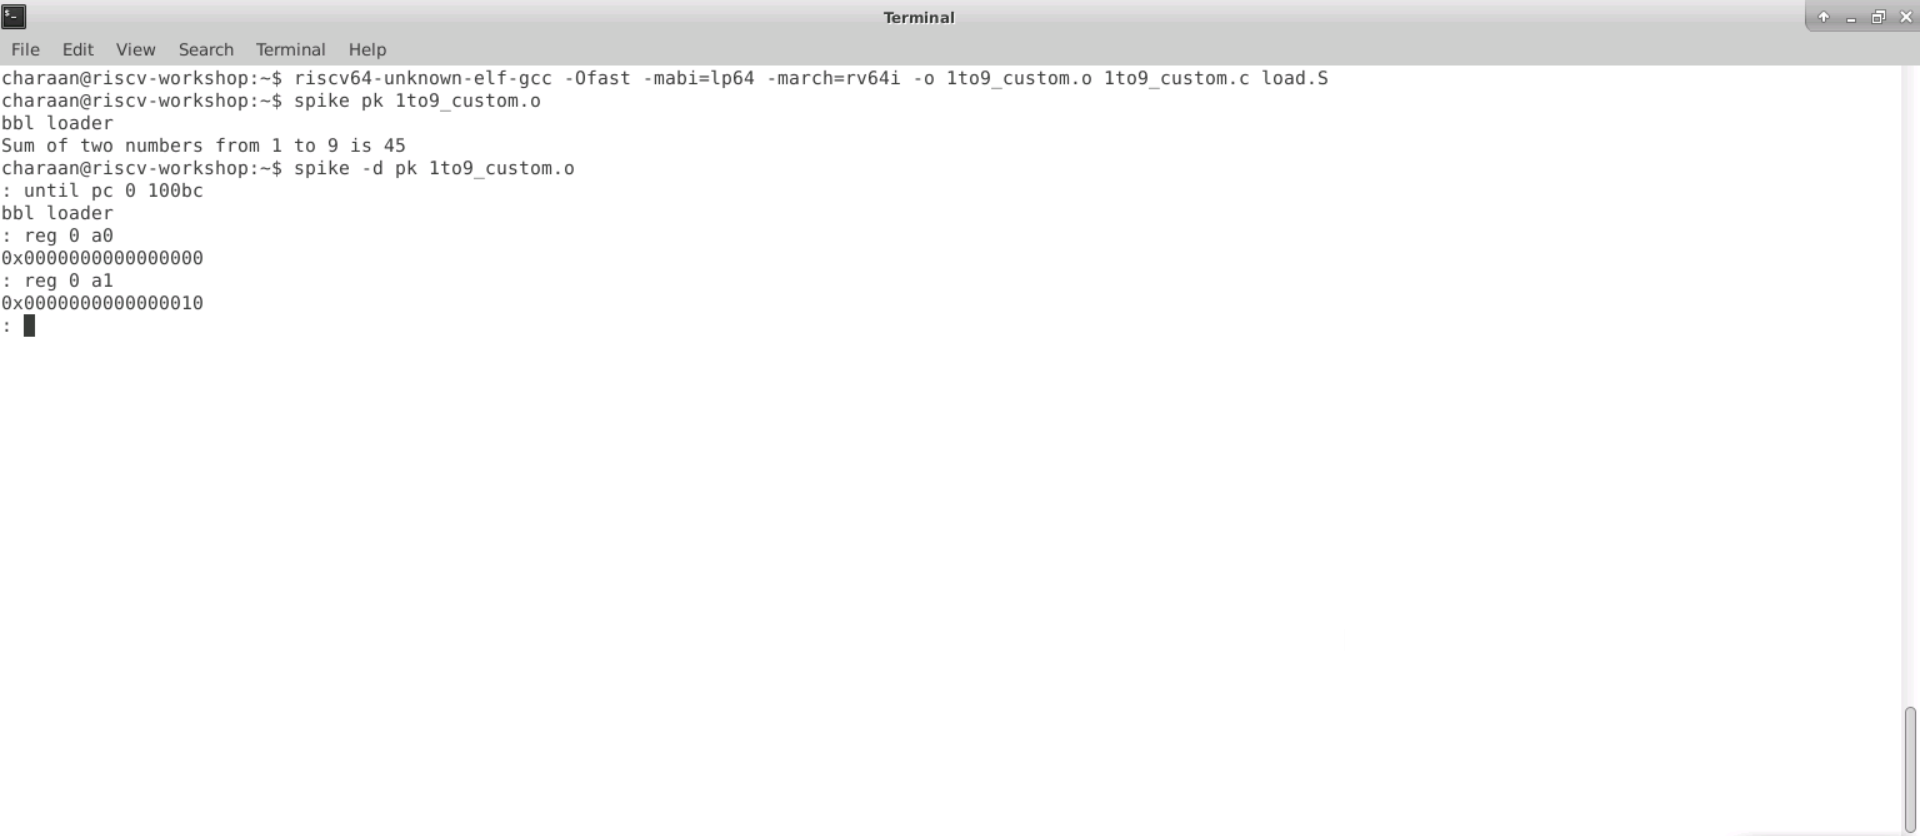 Terminal
File Edit View Search Terminal Help
charaan@riscv-workshop:~$ riscv64-unknown-elf-gcc -Ofast -mabi=lp64 -march=rv64i -o 1to9_custom.o 1to9_custom.c load.S
charaan@riscv-workshop:~$ spike pk 1to9_custom.o
bbl loader
Sum of two numbers from 1 to 9 is 45
charaan@riscv-workshop:~$ spike -d pk 1to9_custom.o
: until pc 0 100bc
bbl loader
: reg 0 a0
0x0000000000000000
: reg 0 a1
0x0000000000000010
: